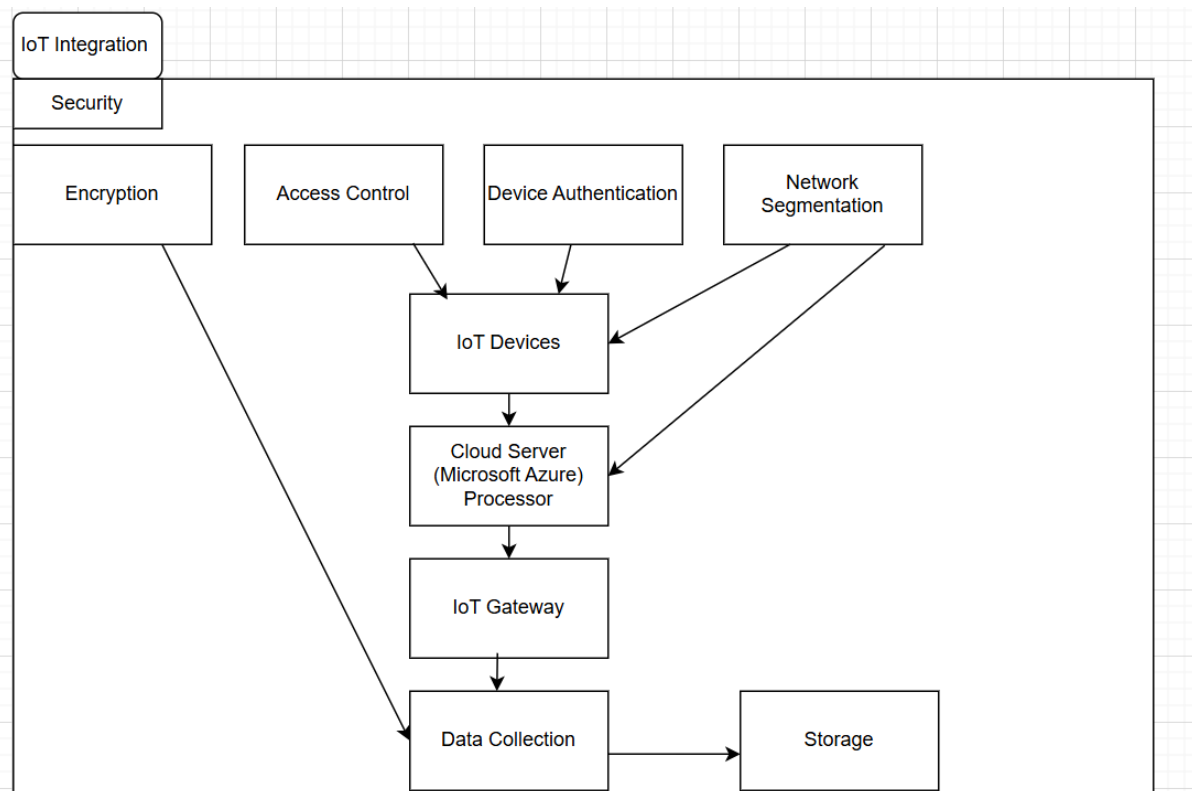 IoT Integration
Security
Encryption
Access Control
Device Authentication
Network
Segmentation
IoT Devices
Cloud Server
(Microsoft Azure)
Processor
IoT Gateway
Data Collection
Storage